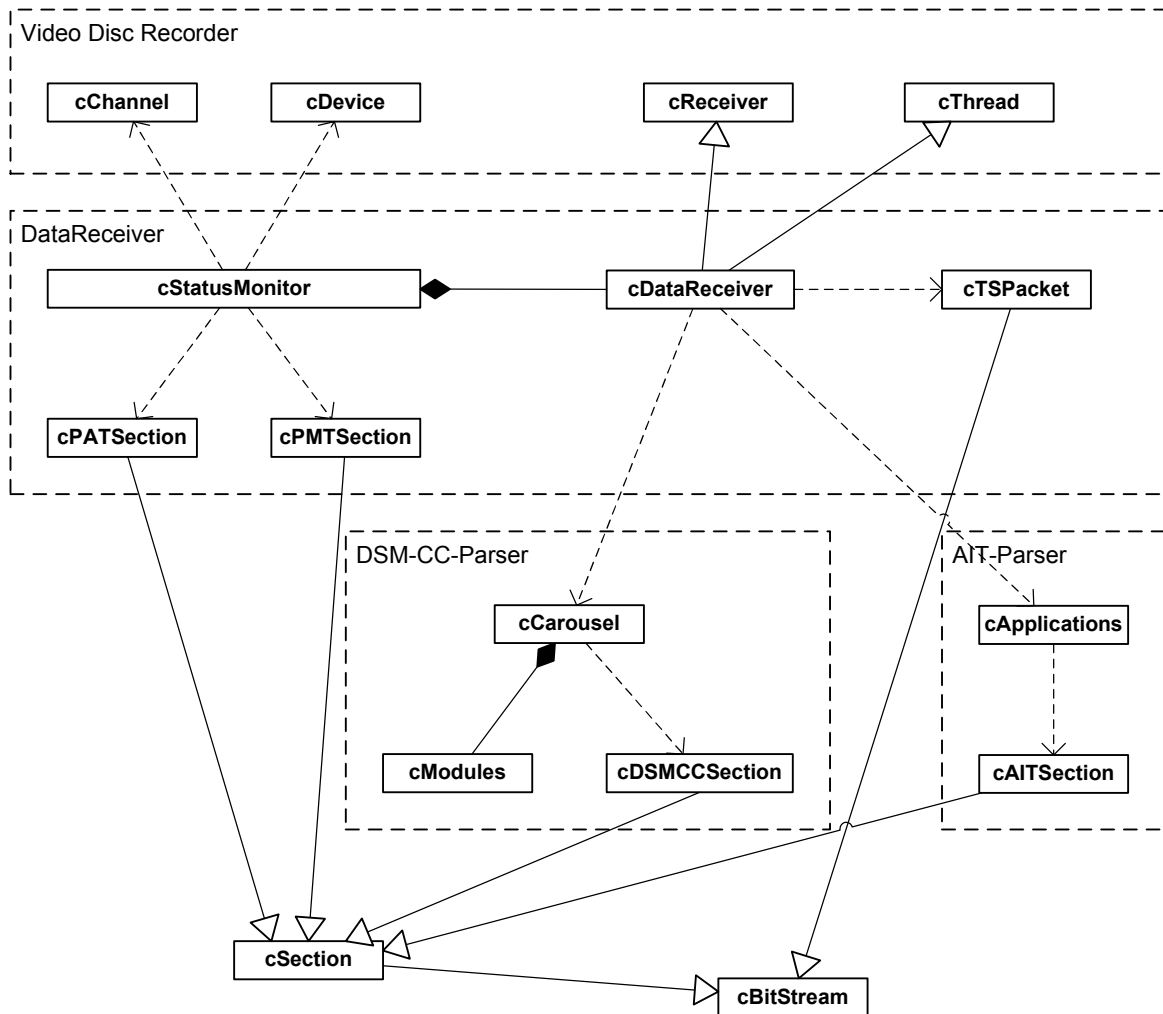 Video Disc Recorder
cChannel
cDevice
cReceiver
cThread
DataReceiver
cStatusMonitor
cDataReceiver
cTSPacket
cPATSection
cPMTSection
DSM-CC-Parser
AIT-Parser
cCarousel
cApplications
cModules
cDSMCCSection
cAITSection
cSection
cBitStream